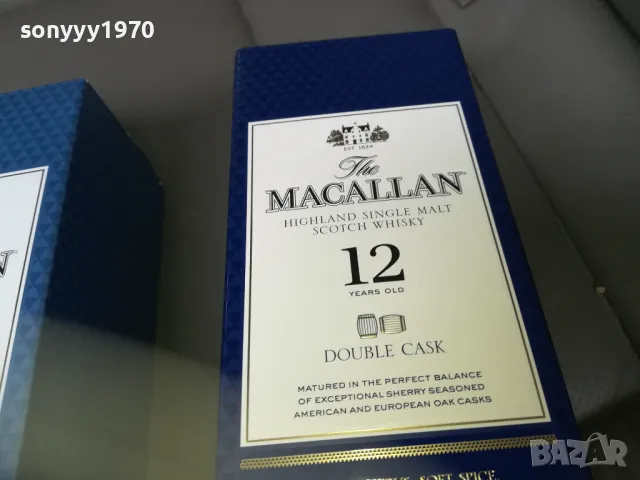 sonyyy1970
EST 1824
The
MACALLAN
HIGHLAND SINGLE MALT
SCOTCH WHISKY
12
YEARS OLD
DOUBLE CASK
MATURED IN THE PERFECT BALANCE
OF EXCEPTIONAL SHERRY SEASONED
AMERICAN AND EUROPEAN OAK CASKS
SOFT SPICE
BAZAR